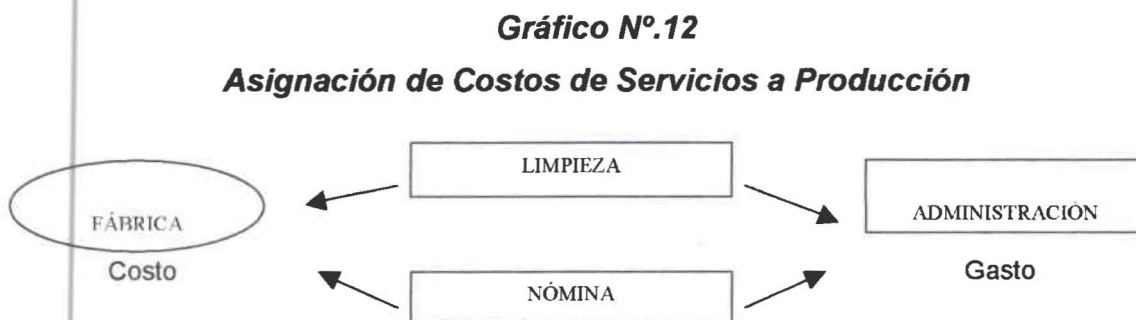 Gráfico Nº.12
Asignación de Costos de Servicios a Producción
LIMPIEZA
FÁBRICA
ADMINISTRACIÓN
Costo
Gasto
NÓMINA